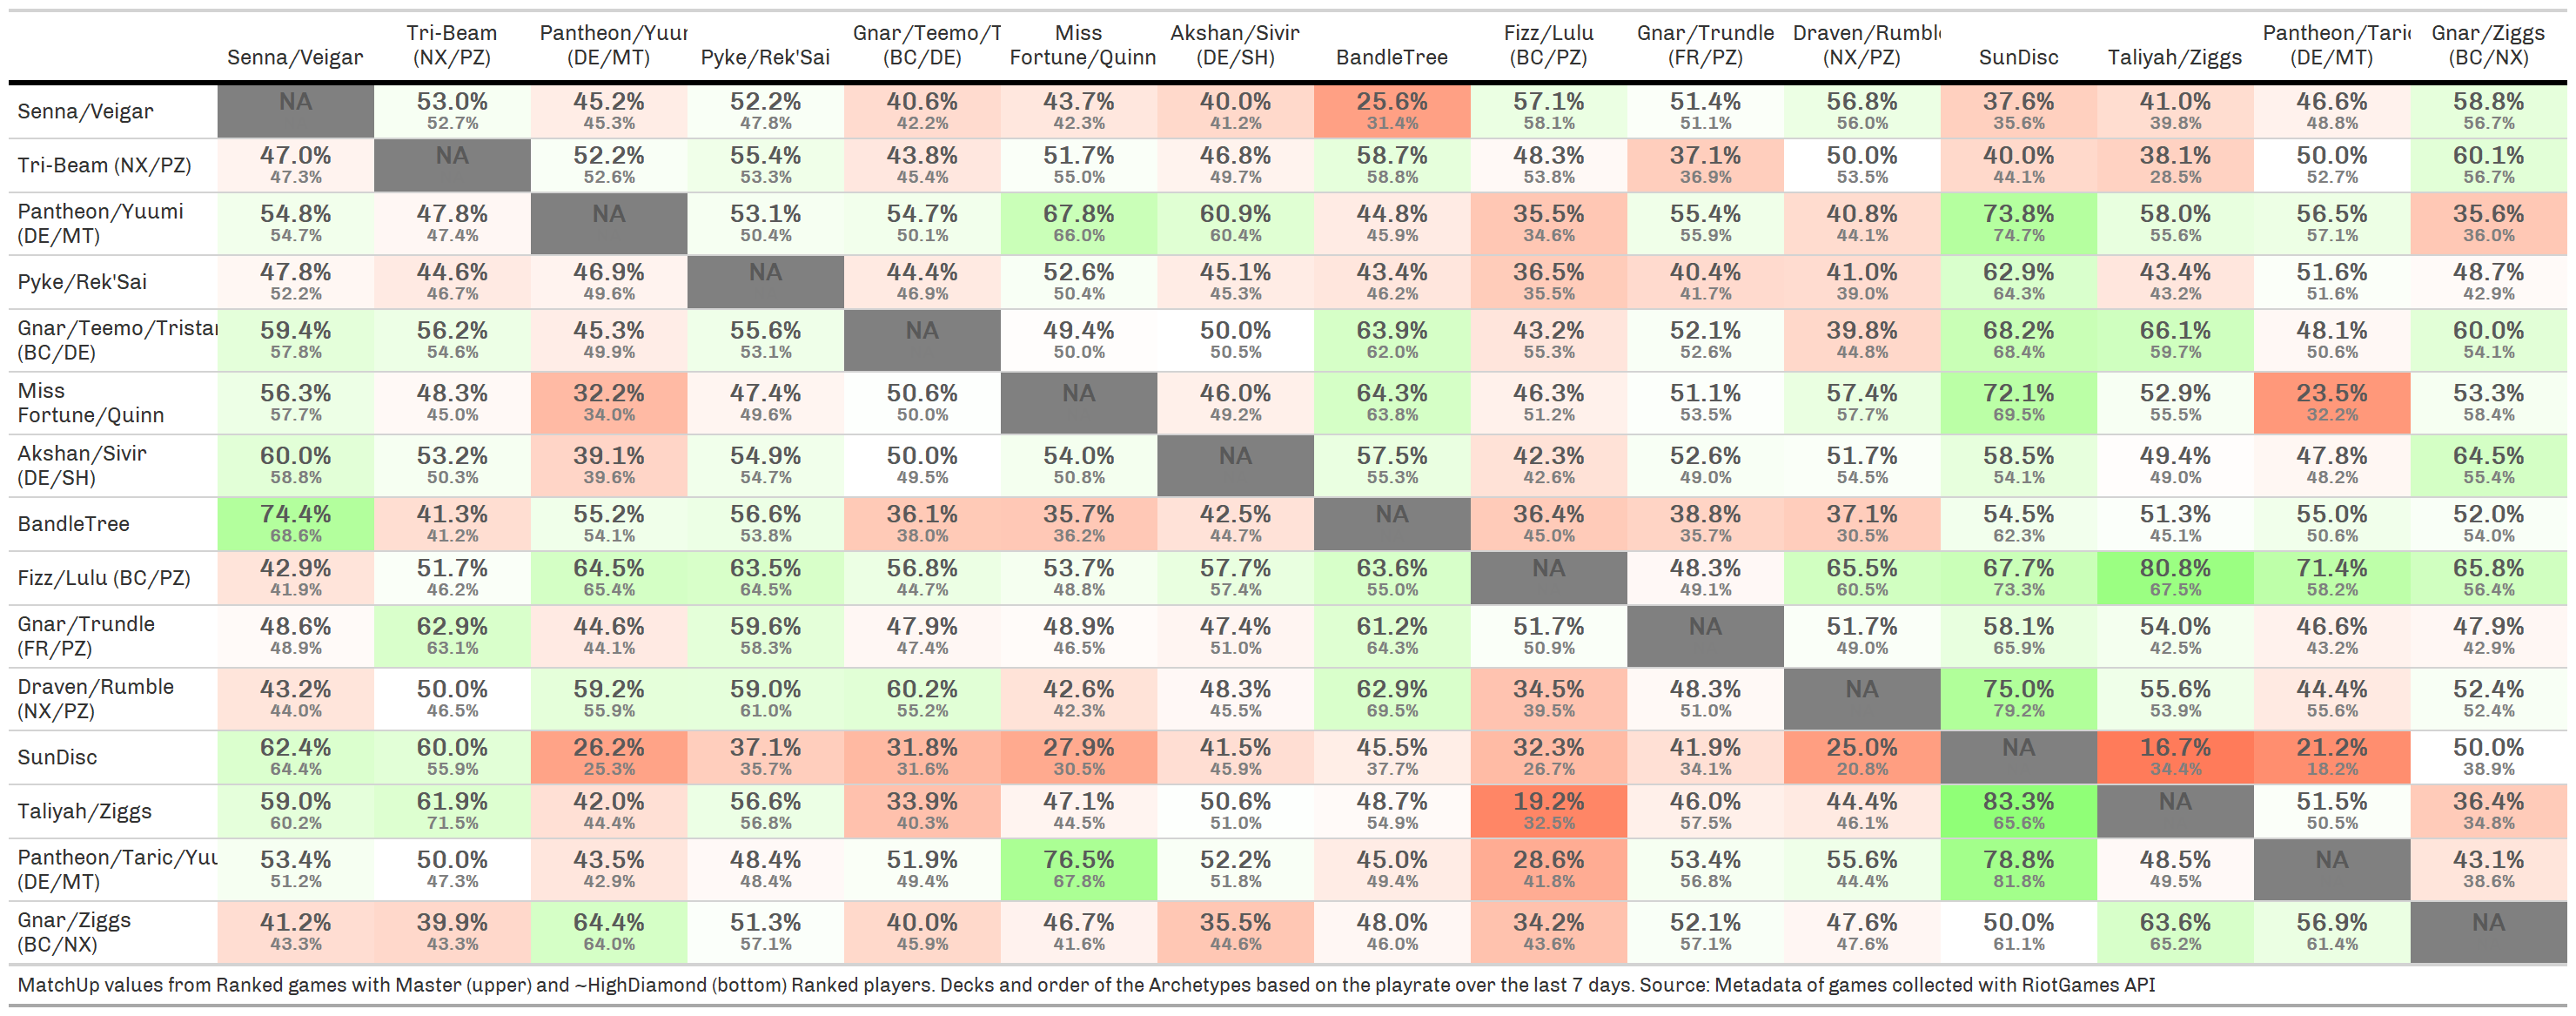 Senna/Veigar Tri-Beam (NX/PZ) Pantheon/Yuur (DE/MT) Pyke/Rek'Sai Gnar/Teemo/T (BC/DE) Miss Fortune/Quinn Akshan/Sivir (DE/SH) BandleTree Fizz/Lulu (BC/PZ) Gnar/Trundle (FR/PZ) Draven/Rumbl (NX/PZ) SunDisc Taliyah/Ziggs Pantheon/Taric (DE/MT) Gnar/Ziggs (BC/NX)
Senna/Veigar NA 53.0% 45.2% 52.2% 40.6% 43.7% 40.0% 25.6% 57.1% 51.4% 56.8% 37.6% 41.0% 46.6% 58.8%
52.7% 45.3% 47.8% 42.2% 42.3% 41.2% 31.4% 58.1% 51.1% 56.0% 35.6% 39.8% 48.8% 56.7%
Tri-Beam (NX/PZ) 47.0% NA 52.2% 55.4% 43.8% 51.7% 46.8% 58.7% 48.3% 37.1% 50.0% 40.0% 38.1% 50.0% 60.1%
47.3% 52.6% 53.3% 45.4% 55.0% 49.7% 58.8% 53.8% 36.9% 53.5% 44.1% 28.5% 52.7% 56.7%
Pantheon/Yuumi 54.8% 47.8% NA 53.1% 54.7% 67.8% 60.9% 44.8% 35.5% 55.4% 40.8% 73.8% 58.0% 56.5% 35.6%
(DE/MT) 54.7% 47.4% 50.4% 50.1% 66.0% 60.4% 45.9% 34.6% 55.9% 44.1% 74.7% 55.6% 57.1% 36.0%
Pyke/Rek'Sai 47.8% 44.6% 46.9% NA 44.4% 52.6% 45.1% 43.4% 36.5% 40.4% 41.0% 62.9% 43.4% 51.6% 48.7%
52.2% 46.7% 49.6% 46.9% 50.4% 45.3% 46.2% 35.5% 41.7% 39.0% 64.3% 43.2% 51.6% 42.9%
Gnar/Teemo/Tristar 59.4% 56.2% 45.3% 55.6% NA 49.4% 50.0% 63.9% 43.2% 52.1% 39.8% 68.2% 66.1% 48.1% 60.0%
(BC/DE) 57.8% 54.6% 49.9% 53.1% 50.0% 50.5% 62.0% 55.3% 52.6% 44.8% 68.4% 59.7% 50.6% 54.1%
Miss 56.3% 48.3% 32.2% 47.4% 50.6% NA 46.0% 64.3% 46.3% 51.1% 57.4% 72.1% 52.9% 23.5% 53.3%
Fortune/Quinn 57.7% 45.0% 34.0% 49.6% 50.0% 49.2% 63.8% 51.2% 53.5% 57.7% 69.5% 55.5% 32.2% 58.4%
Akshan/Sivir 60.0% 53.2% 39.1% 54.9% 50.0% 54.0% NA 57.5% 42.3% 52.6% 51.7% 58.5% 49.4% 47.8% 64.5%
(DE/SH) 58.8% 50.3% 39.6% 54.7% 49.5% 50.8% 55.3% 42.6% 49.0% 54.5% 54.1% 49.0% 48.2% 55.4%
BandleTree 74.4% 41.3% 55.2% 56.6% 36.1% 35.7% 42.5% NA 36.4% 38.8% 37.1% 54.5% 51.3% 55.0% 52.0%
68.6% 41.2% 54.1% 53.8% 38.0% 36.2% 44.7% 45.0% 35.7% 30.5% 62.3% 45.1% 50.6% 54.0%
Fizz/Lulu (BC/PZ) 42.9% 51.7% 64.5% 63.5% 56.8% 53.7% 57.7% 63.6% NA 48.3% 65.5% 67.7% 80.8% 71.4% 65.8%
41.9% 46.2% 65.4% 64.5% 44.7% 48.8% 57.4% 55.0% 49.1% 60.5% 73.3% 67.5% 58.2% 56.4%
Gnar/Trundle 48.6% 62.9% 44.6% 59.6% 47.9% 48.9% 47.4% 61.2% 51.7% NA 51.7% 58.1% 54.0% 46.6% 47.9%
(FR/PZ) 48.9% 63.1% 44.1% 58.3% 47.4% 46.5% 51.0% 64.3% 50.9% 49.0% 65.9% 42.5% 43.2% 42.9%
Draven/Rumble 43.2% 50.0% 59.2% 59.0% 60.2% 42.6% 48.3% 62.9% 34.5% 48.3% NA 75.0% 55.6% 44.4% 52.4%
(NX/PZ) 44.0% 46.5% 55.9% 61.0% 55.2% 42.3% 45.5% 69.5% 39.5% 51.0% 79.2% 53.9% 55.6% 52.4%
SunDisc 62.4% 60.0% 26.2% 37.1% 31.8% 27.9% 41.5% 45.5% 32.3% 41.9% 25.0% NA 16.7% 21.2% 50.0%
64.4% 55.9% 25.3% 35.7% 31.6% 30.5% 45.9% 37.7% 26.7% 34.1% 20.8% 34.4% 18.2% 38.9%
Taliyah/Ziggs 59.0% 61.9% 42.0% 56.6% 33.9% 47.1% 50.6% 48.7% 19.2% 46.0% 44.4% 83.3% NA 51.5% 36.4%
60.2% 71.5% 44.4% 56.8% 40.3% 44.5% 51.0% 54.9% 32.5% 57.5% 46.1% 65.6% 50.5% 34.8%
Pantheon/Taric/Yuu 53.4% 50.0% 43.5% 48.4% 51.9% 76.5% 52.2% 45.0% 28.6% 53.4% 55.6% 78.8% 48.5% NA 43.1%
(DE/MT) 51.2% 47.3% 42.9% 48.4% 49.4% 67.8% 51.8% 49.4% 41.8% 56.8% 44.4% 81.8% 49.5% 38.6%
Gnar/Ziggs 41.2% 39.9% 64.4% 51.3% 40.0% 46.7% 35.5% 48.0% 34.2% 52.1% 47.6% 50.0% 63.6% 56.9% NA
(BC/NX) 43.3% 43.3% 64.0% 57.1% 45.9% 41.6% 44.6% 46.0% 43.6% 57.1% 47.6% 61.1% 65.2% 61.4%
MatchUp values from Ranked games with Master (upper) and ~HighDiamond (bottom) Ranked players. Decks and order of the Archetypes based on the playrate over the last 7 days. Source: Metadata of games collected with RiotGames API